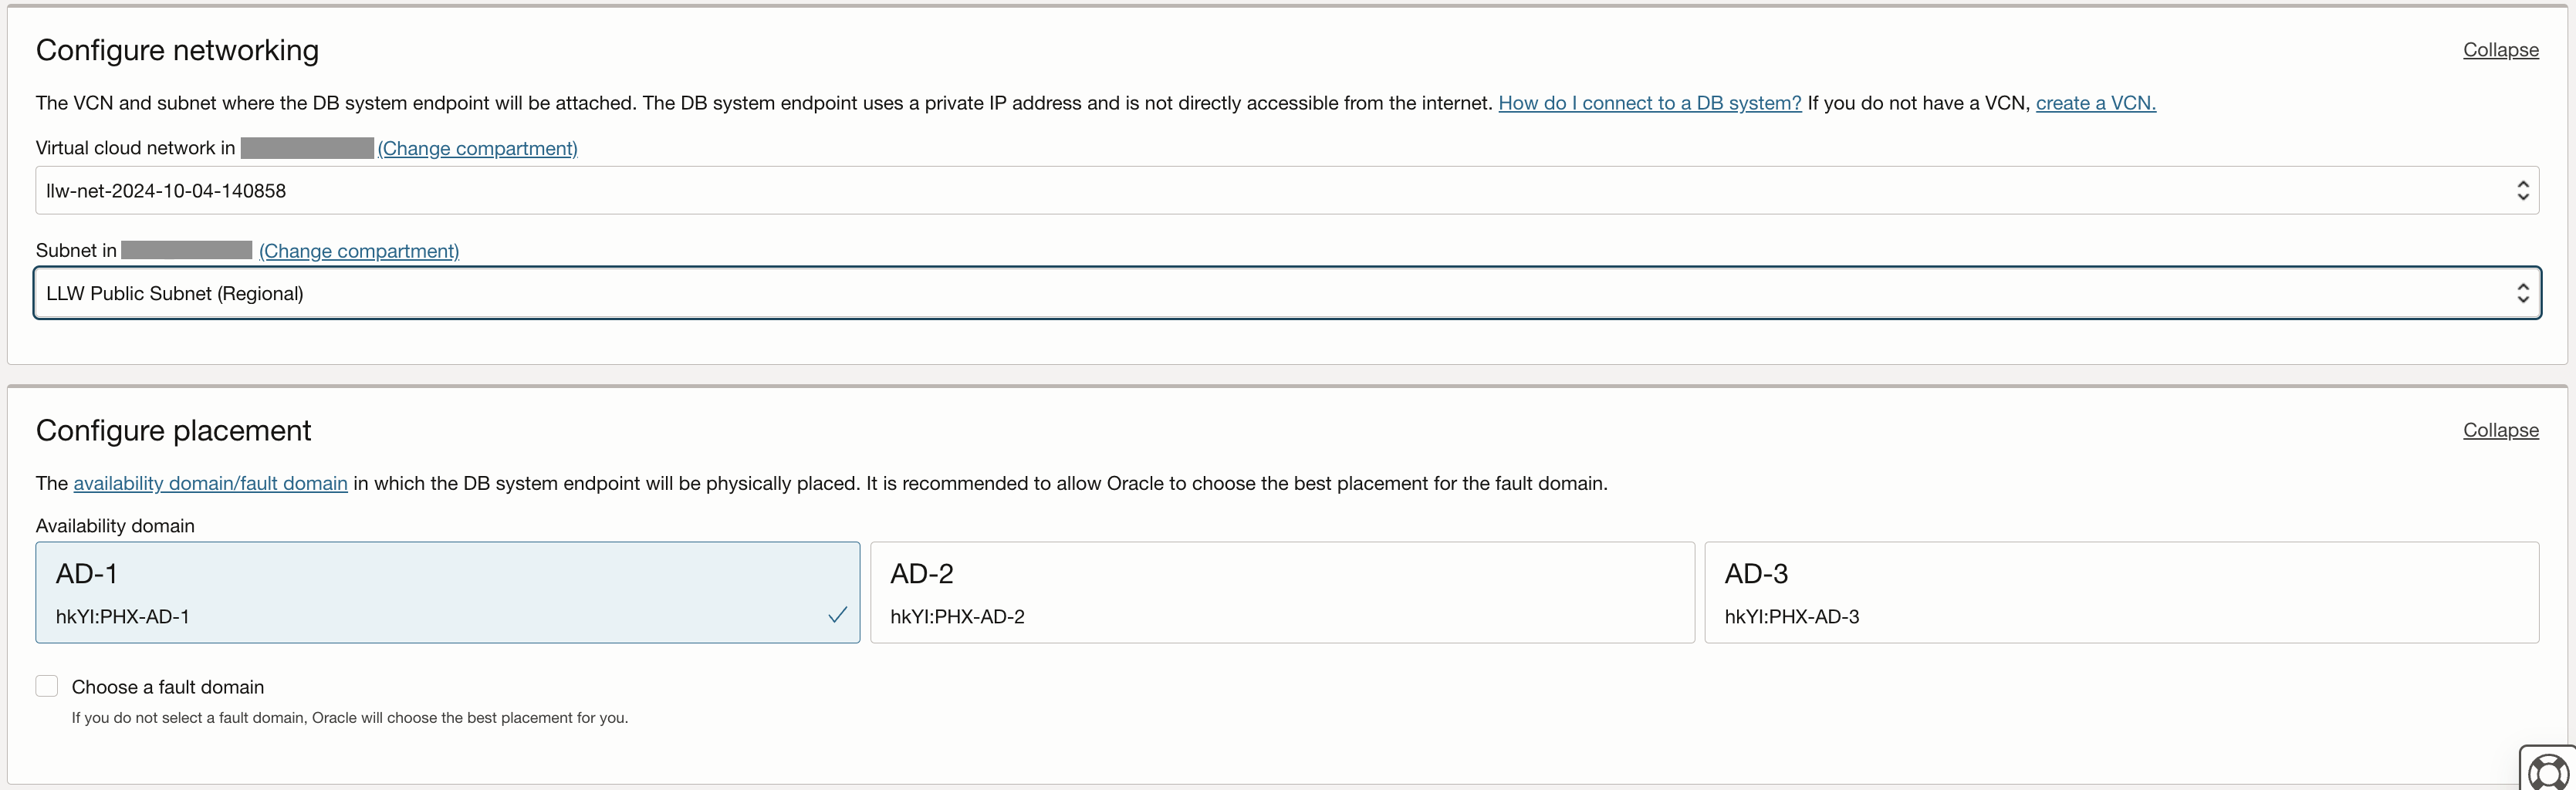 Configure networking
Collapse
The VCN and subnet where the DB system endpoint will be attached. The DB system endpoint uses a private IP address and is not directly accessible from the internet. How do I connect to a DB system? If you do not have a VCN, create a VCN.
Virtual cloud network in (Change compartment)
llw-net-2024-10-04-140858
Subnet in (Change compartment)
LLW Public Subnet (Regional)
Configure placement
Collapse
The availability domain/fault domain in which the DB system endpoint will be physically placed. It is recommended to allow Oracle to choose the best placement for the fault domain.
Availability domain
AD-1
hkYI:PHX-AD-1
AD-2
hkYI:PHX-AD-2
AD-3
hkYI:PHX-AD-3
Choose a fault domain
If you do not select a fault domain, Oracle will choose the best placement for you.